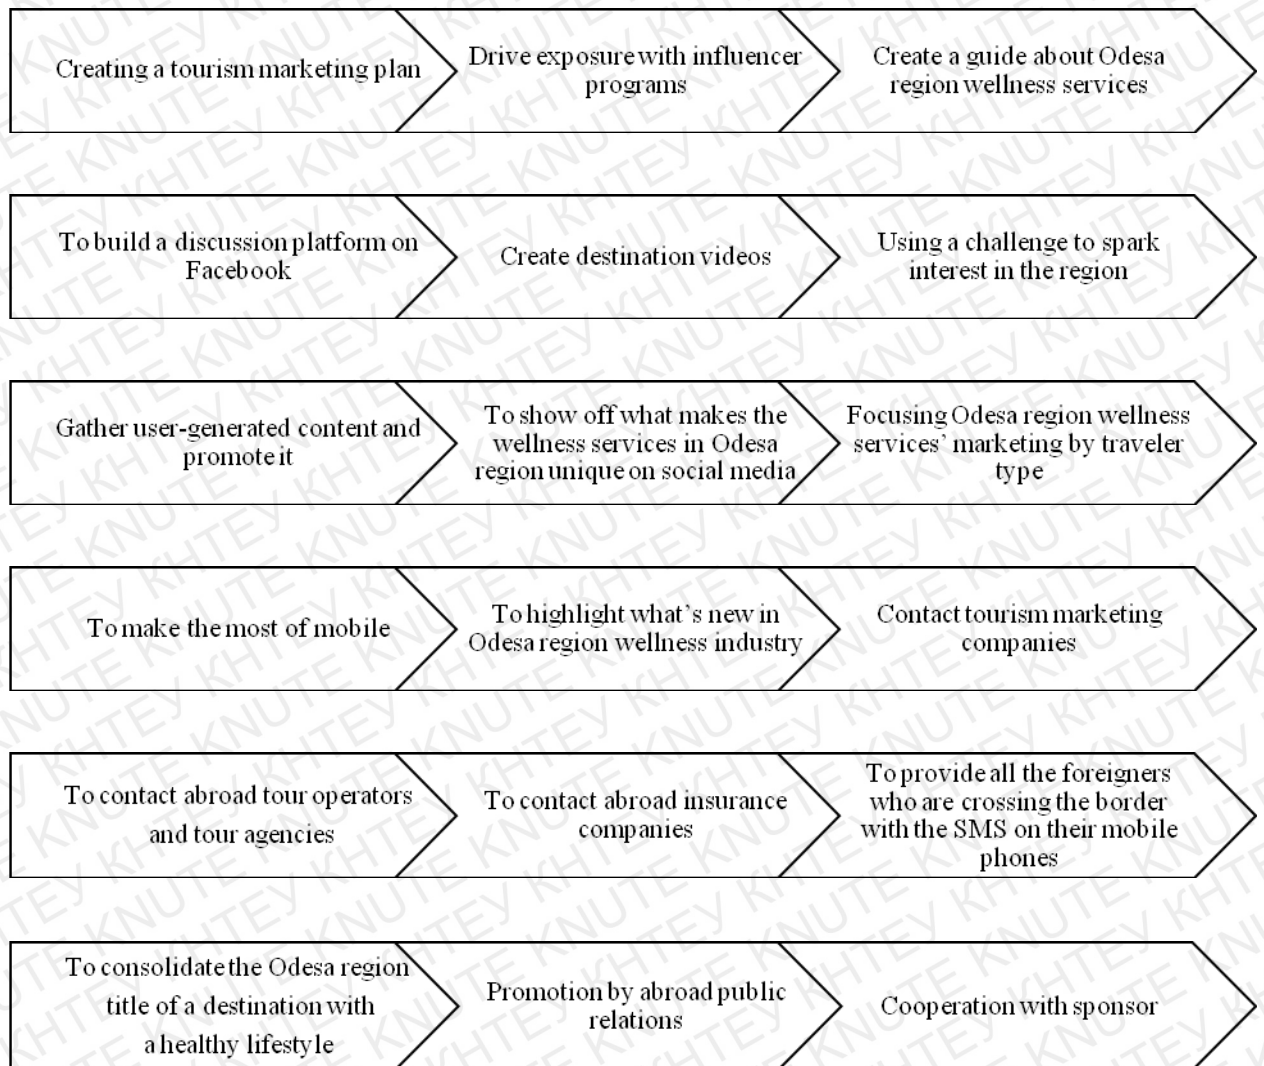 Creating a tourism marketing plan
Drive exposure with influencer
programs
Create a guide about Odesa
region wellness services
To build a discussion platform on
Facebook
Create destination videos
Using a challenge to spark
interest in the region
Gather user-generated content and
promote it
To show off what makes the
wellness services in Odesa
region unique on social media
Focusing Odesa region wellness
services’ marketing by traveler
type
To make the most of mobile
To highlight what’s new in
Odesa region wellness industry
Contact tourism marketing
companies
To contact abroad tour operators
and tour agencies
To contact abroad insurance
companies
To provide all the foreigners
who are crossing the border
with the SMS on their mobile
phones
To consolidate the Odesa region
title of a destination with
a healthy lifestyle
Promotion by abroad public
relations
Cooperation with sponsor